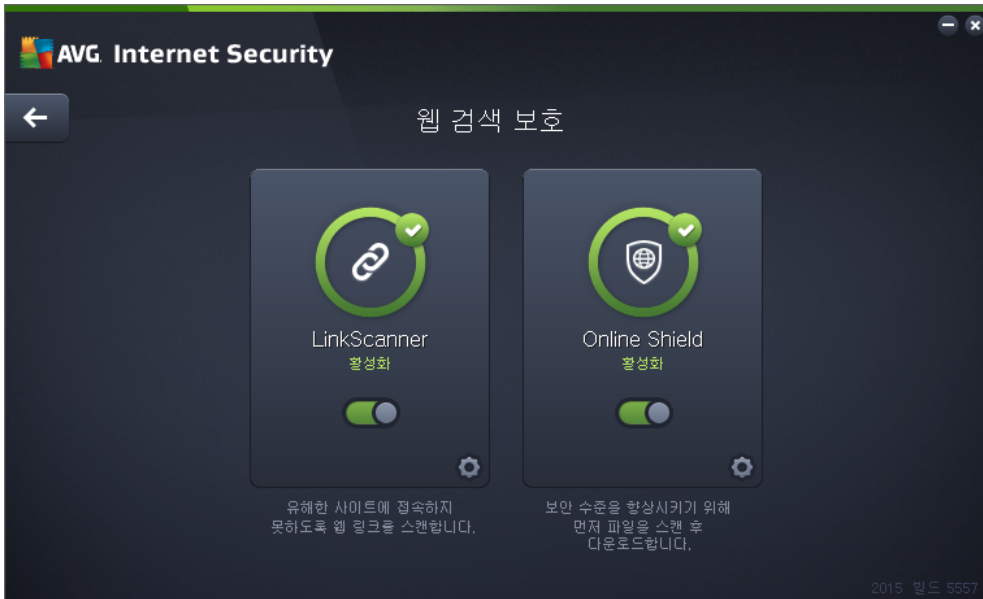 AVG. Internet Security
웹 검색 보호
LinkScanner
활성화
유해한 사이트에 접속하지
못하도록 웹 링크를 스캔합니다.
Online Shield
활성화
보안 수준을 향상시키기 위해
먼저 파일을 스캔 후
다운로드합니다.
2015 빌드 5557